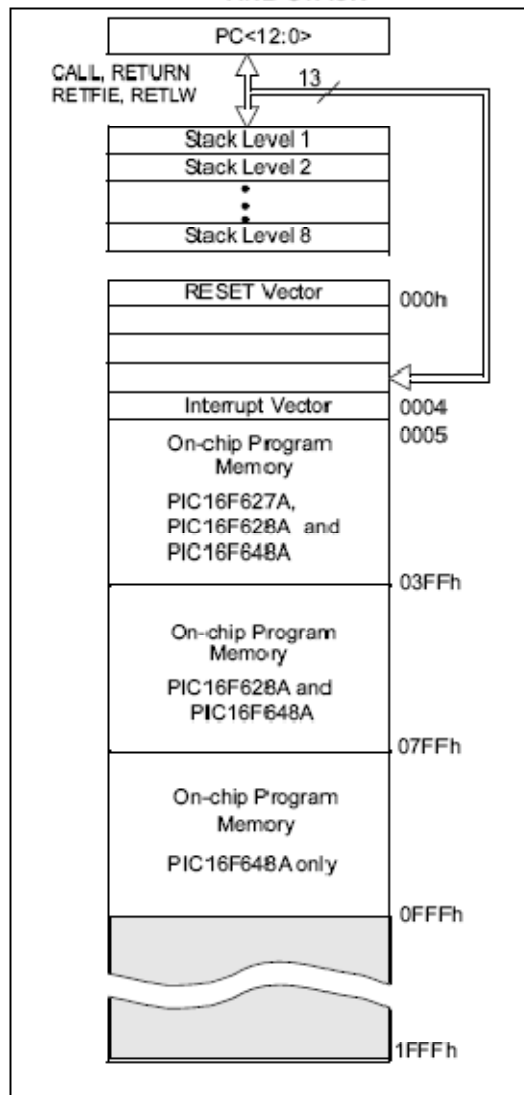 PC<12:0>
CALL, RETURN
RETFIE, RETLW
13
Stack Level 1
Stack Level 2
Stack Level 8
RESET Vector
000h
Interrupt Vector
0004
0005
On-chip Program
Memory
PIC16F627A,
PIC16F628A and
PIC16F648A
03FFh
On-chip Program
Memory
PIC16F628A and
PIC16F648A
07FFh
On-chip Program
Memory
PIC16F648A only
0FFFh
1FFFh